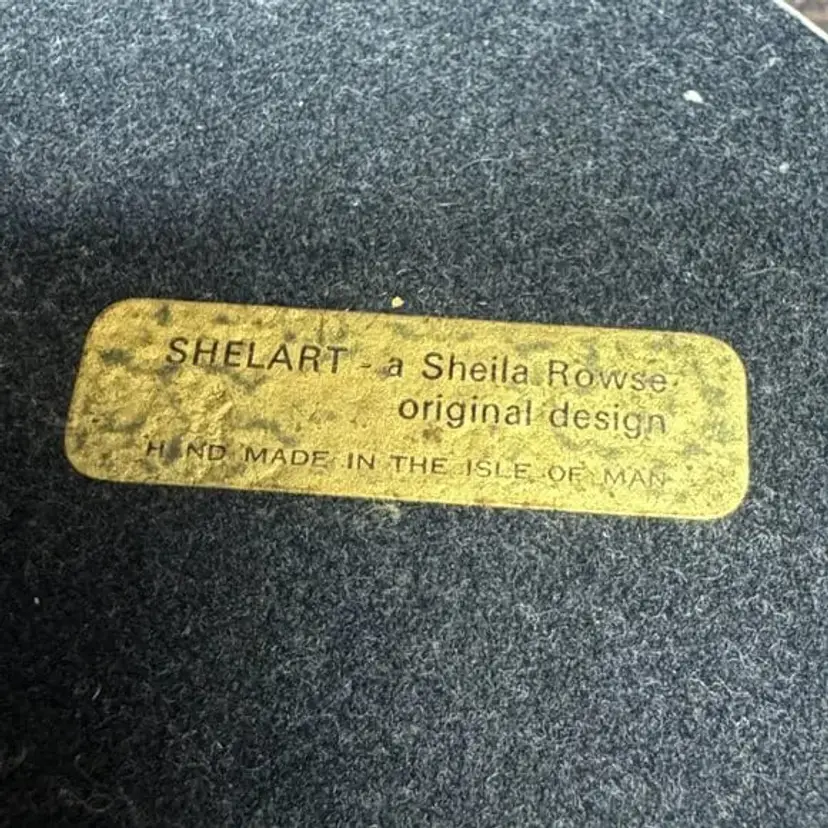 SHELART - a Sheila Rowse
original design
HAND MADE IN THE ISLE OF MAN